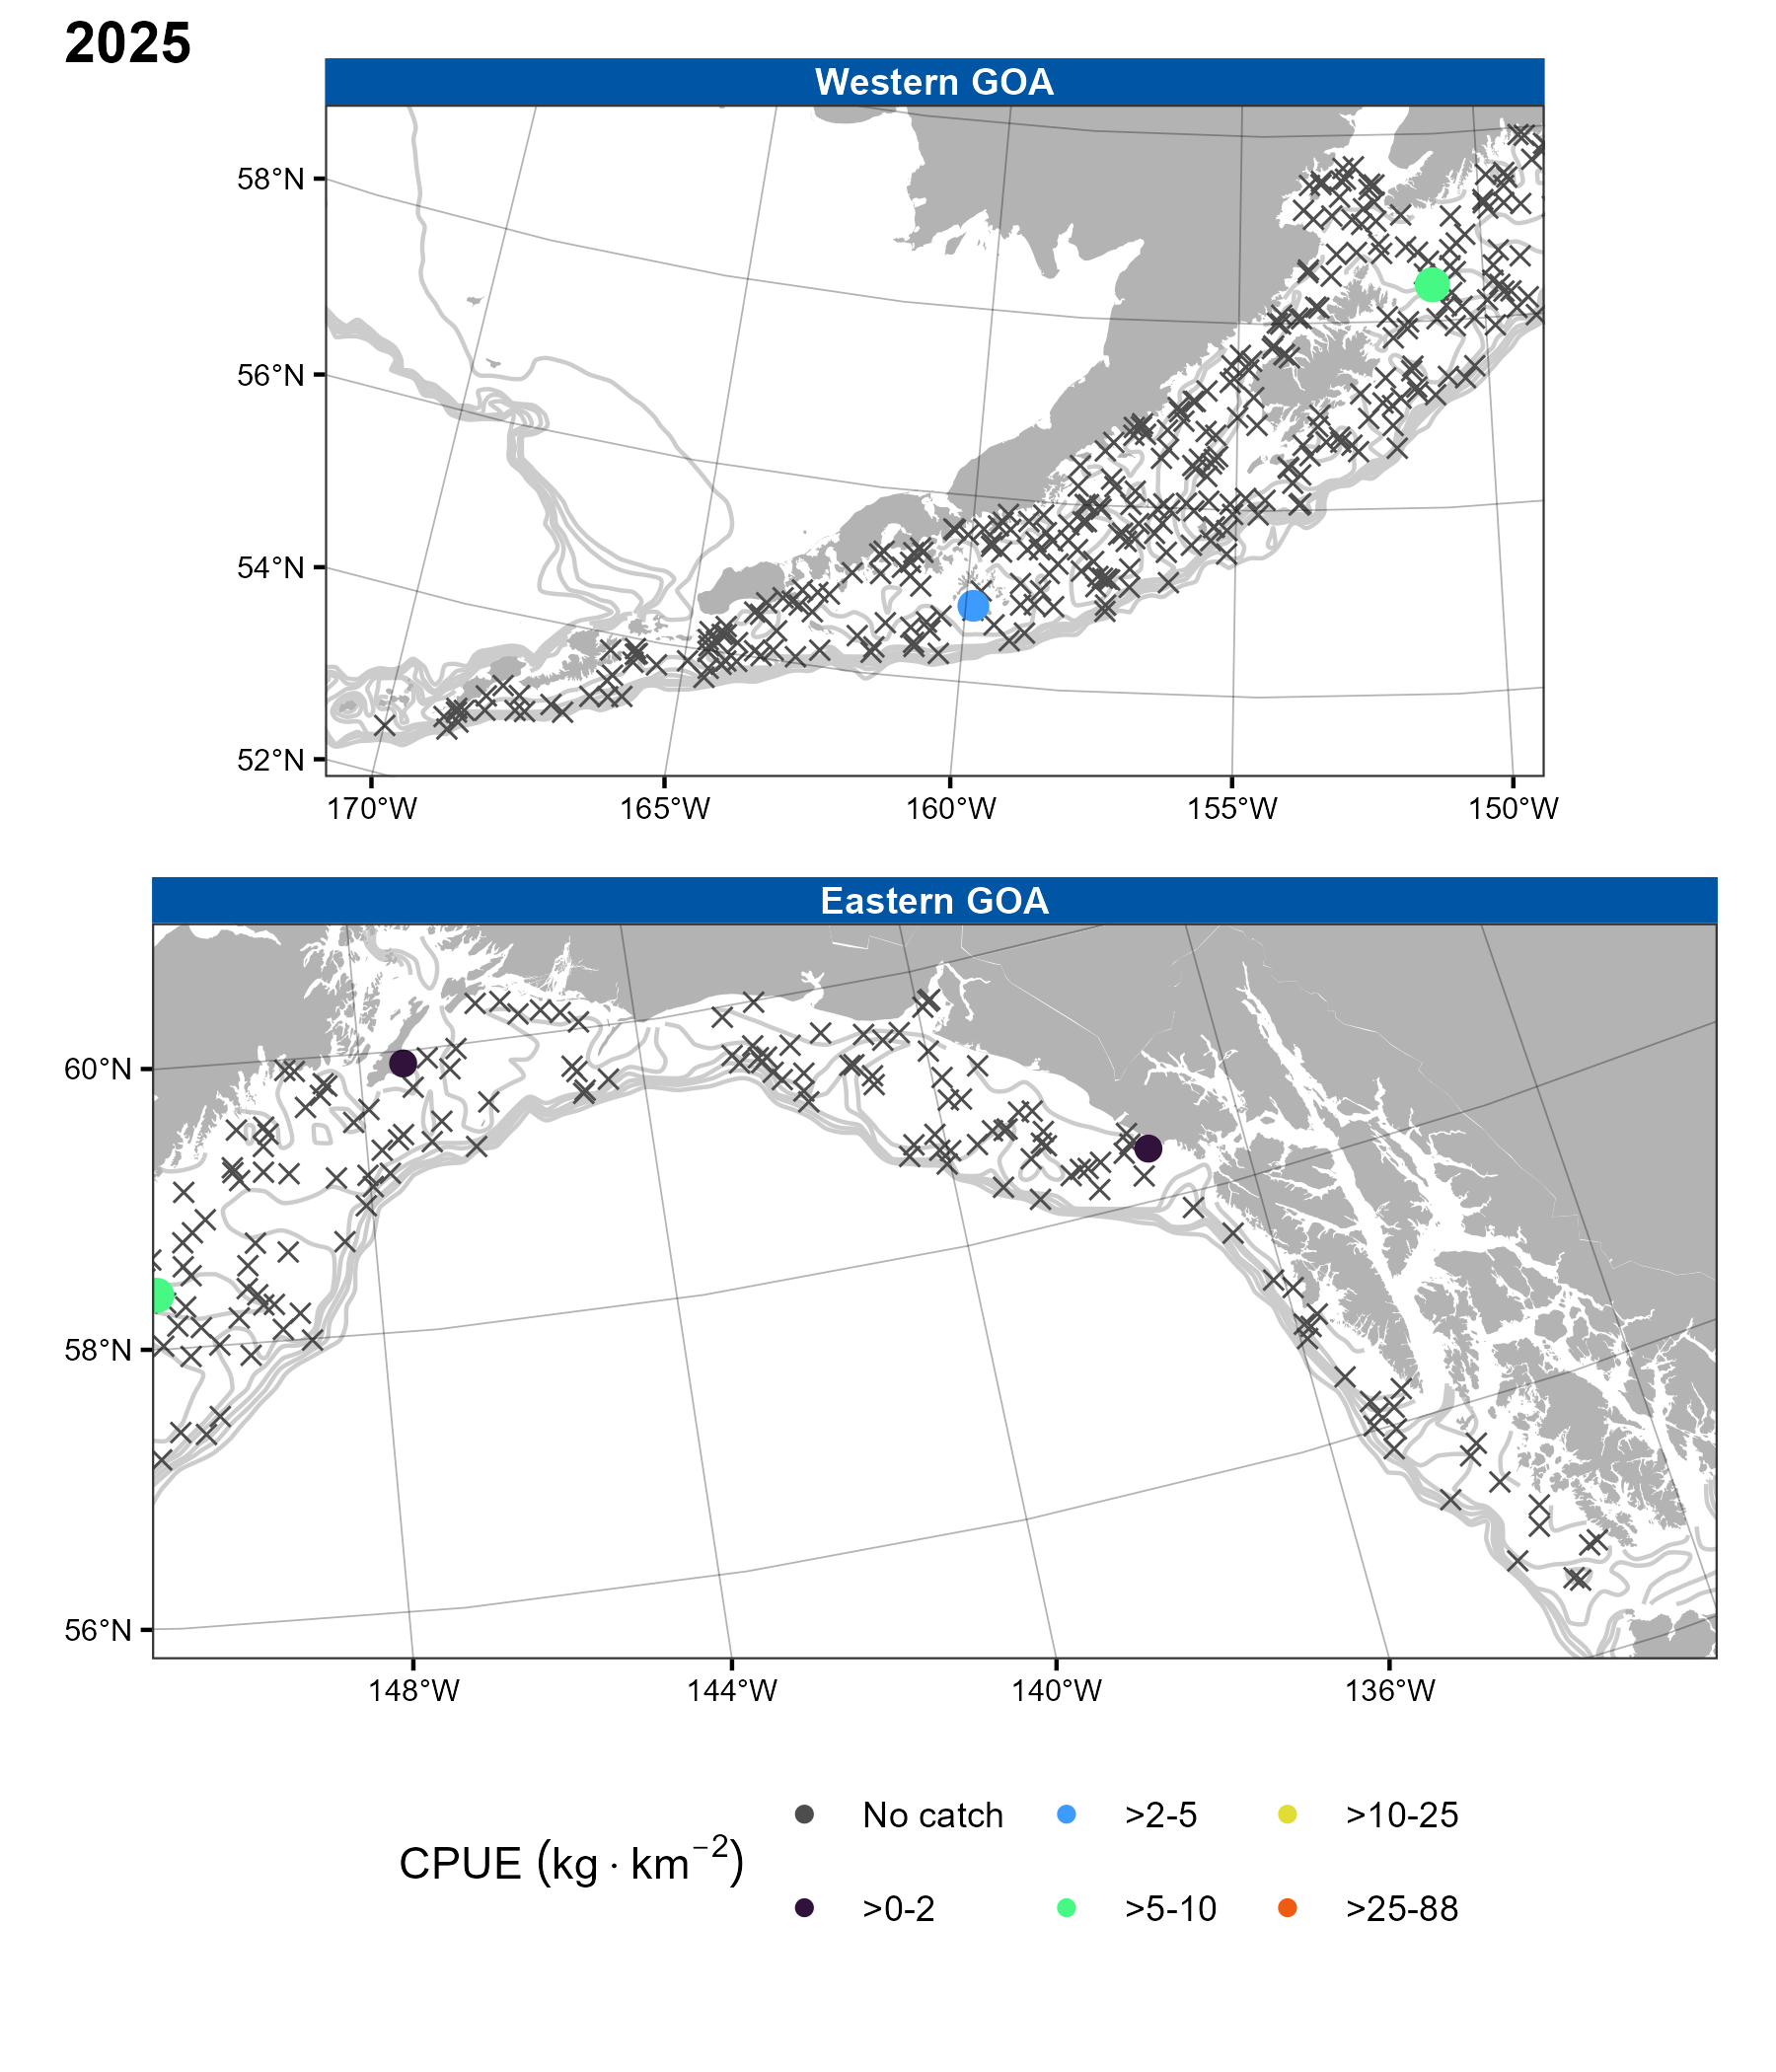 2025
Western GOA
58°N
56°N
54°N
52°N
170°W 165°W 160°W 155°W 150°W
Eastern GOA
60°N
58°N
56°N
148°W 144°W 140°W 136°W
CPUE (kg · km⁻²)
No catch >2-5 >10-25
>0-2 >5-10 >25-88